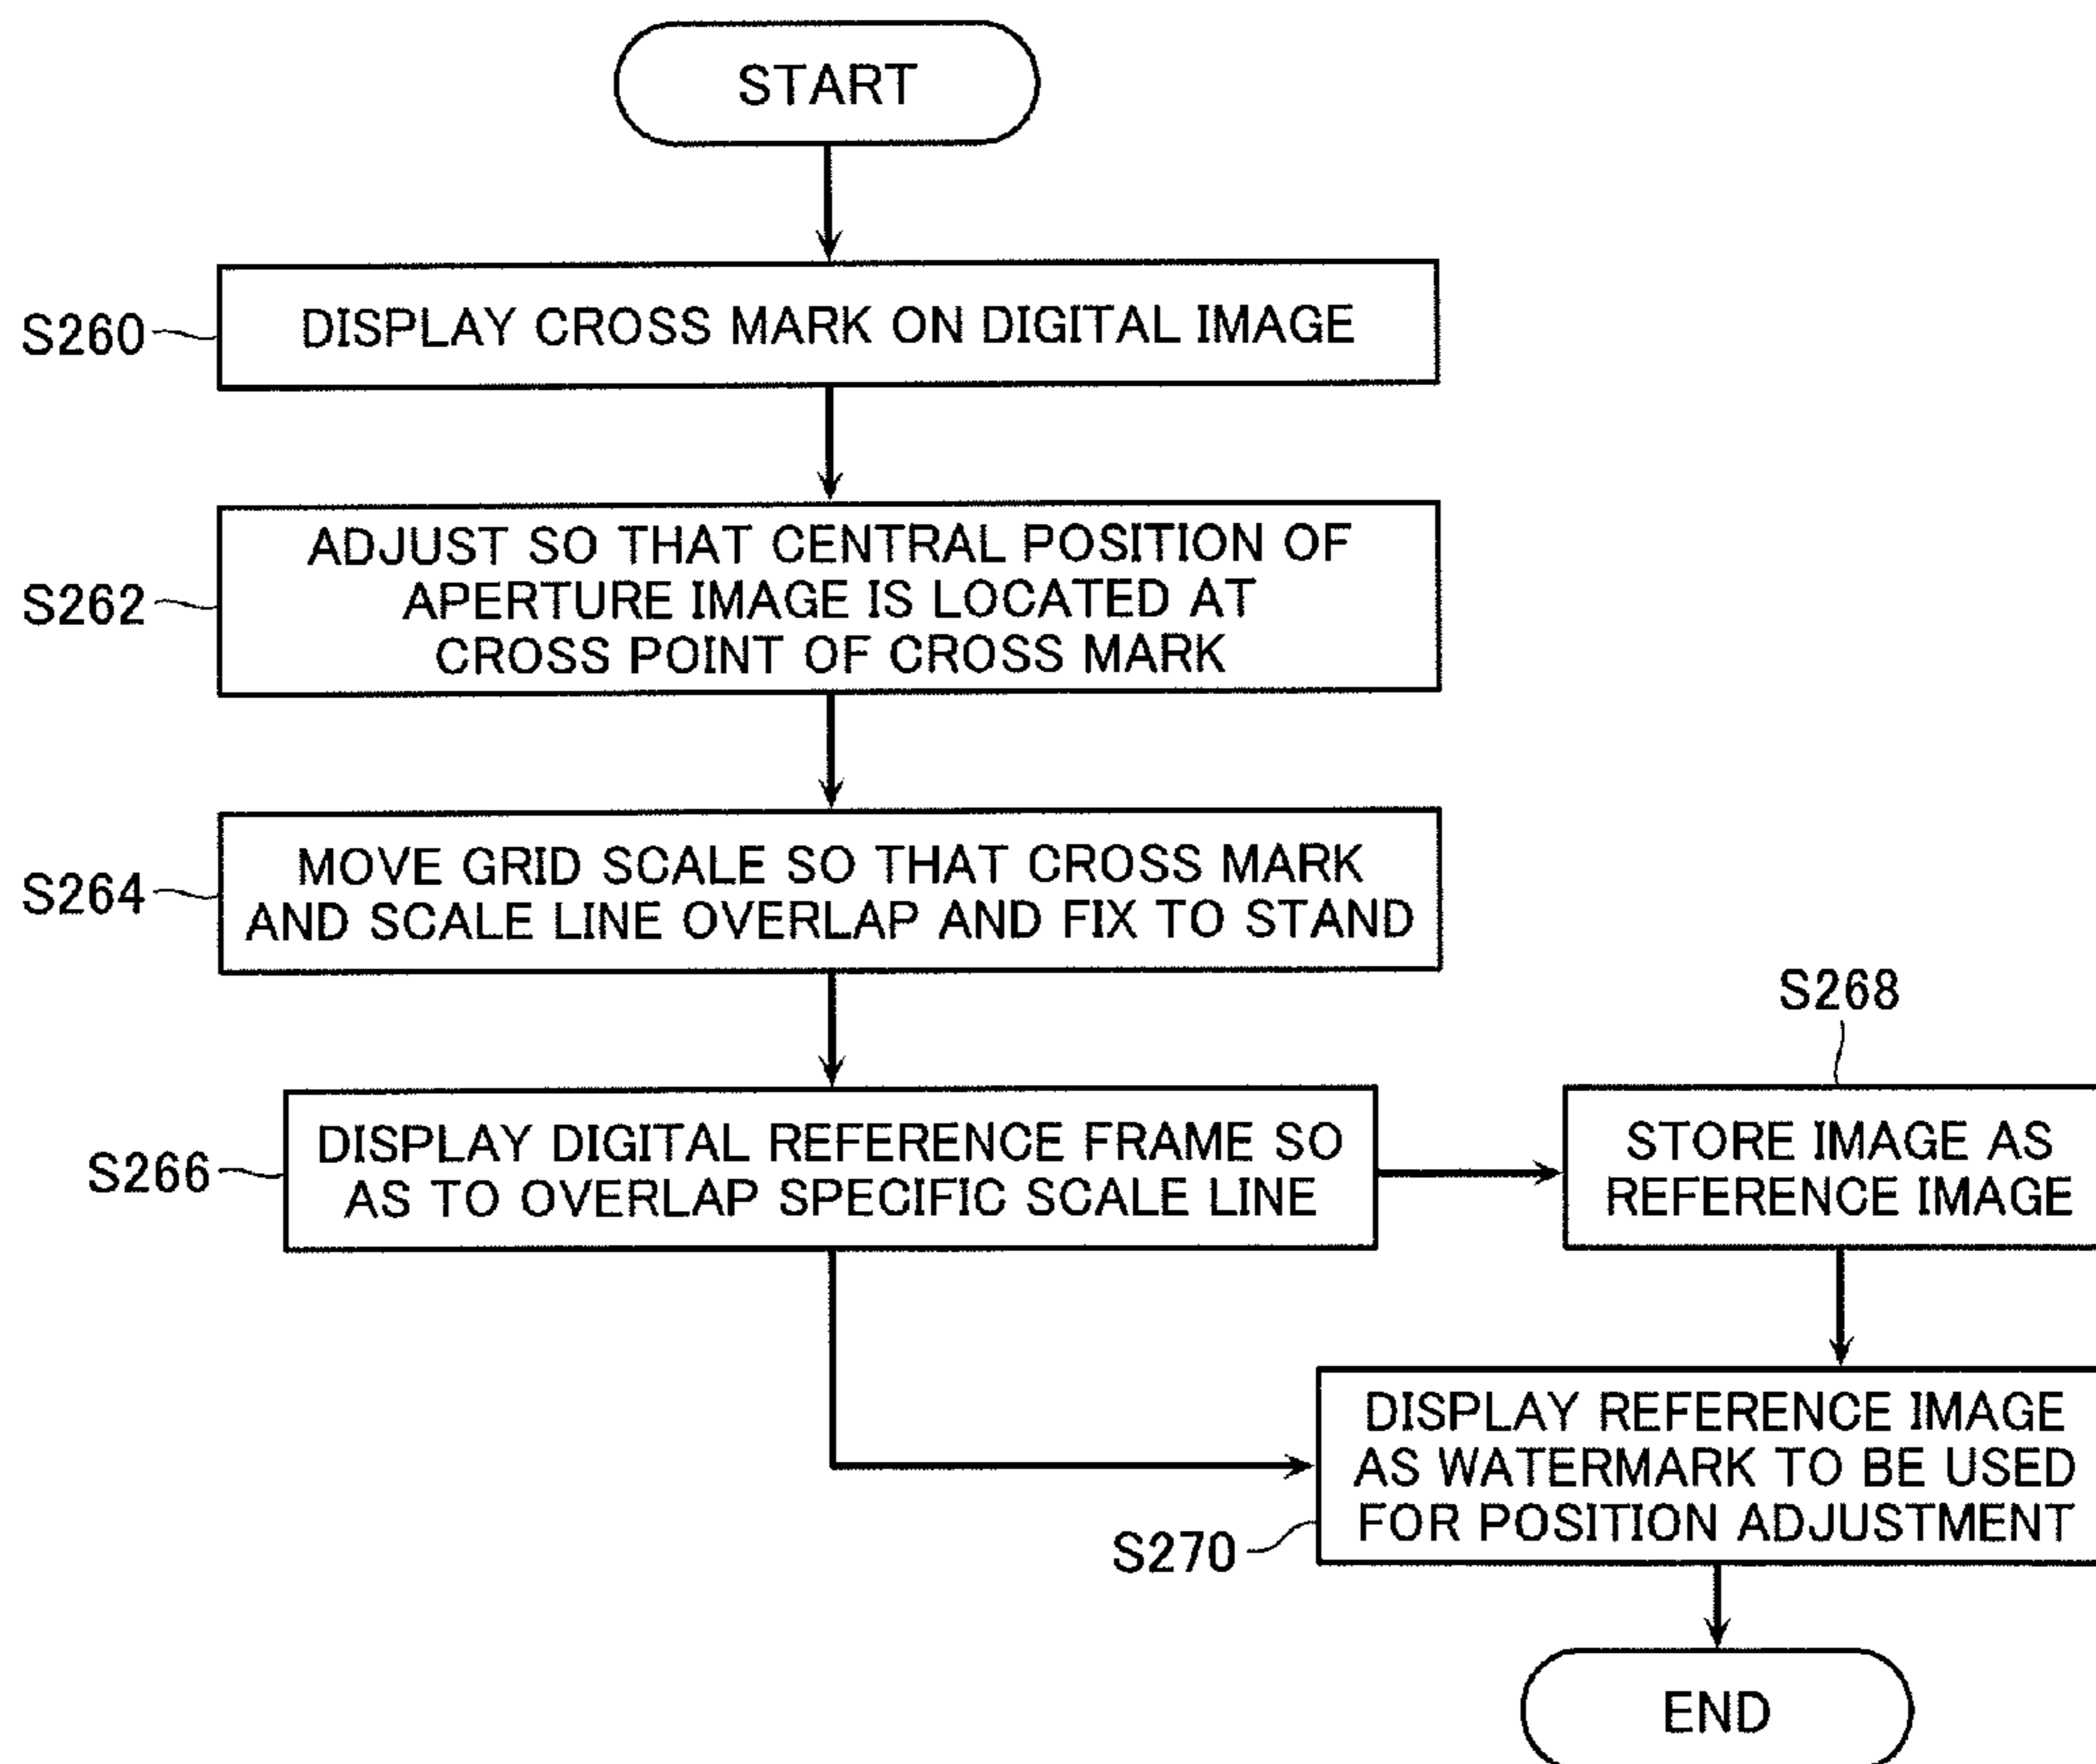 START
S260
DISPLAY CROSS MARK ON DIGITAL IMAGE
S262
ADJUST SO THAT CENTRAL POSITION OF
APERTURE IMAGE IS LOCATED AT
CROSS POINT OF CROSS MARK
S264
MOVE GRID SCALE SO THAT CROSS MARK
AND SCALE LINE OVERLAP AND FIX TO STAND
S266
DISPLAY DIGITAL REFERENCE FRAME SO
AS TO OVERLAP SPECIFIC SCALE LINE
S268
STORE IMAGE AS
REFERENCE IMAGE
S270
DISPLAY REFERENCE IMAGE
AS WATERMARK TO BE USED
FOR POSITION ADJUSTMENT
END